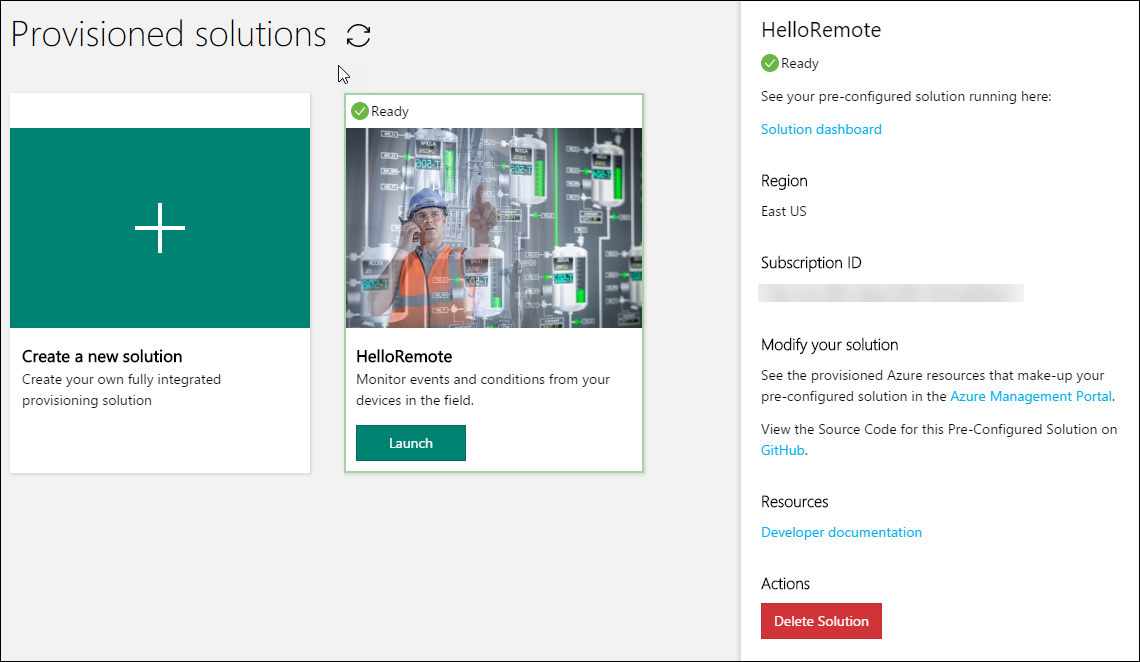 Provisioned solutions
Create a new solution
Create your own fully integrated
provisioning solution
Ready
HelloRemote
Monitor events and conditions from your
devices in the field.
Launch
HelloRemote
Ready
See your pre-configured solution running here:
Solution dashboard
Region
East US
Subscription ID
Modify your solution
See the provisioned Azure resources that make-up your
pre-configured solution in the Azure Management Portal.
View the Source Code for this Pre-Configured Solution on
GitHub.
Resources
Developer documentation
Actions
Delete Solution